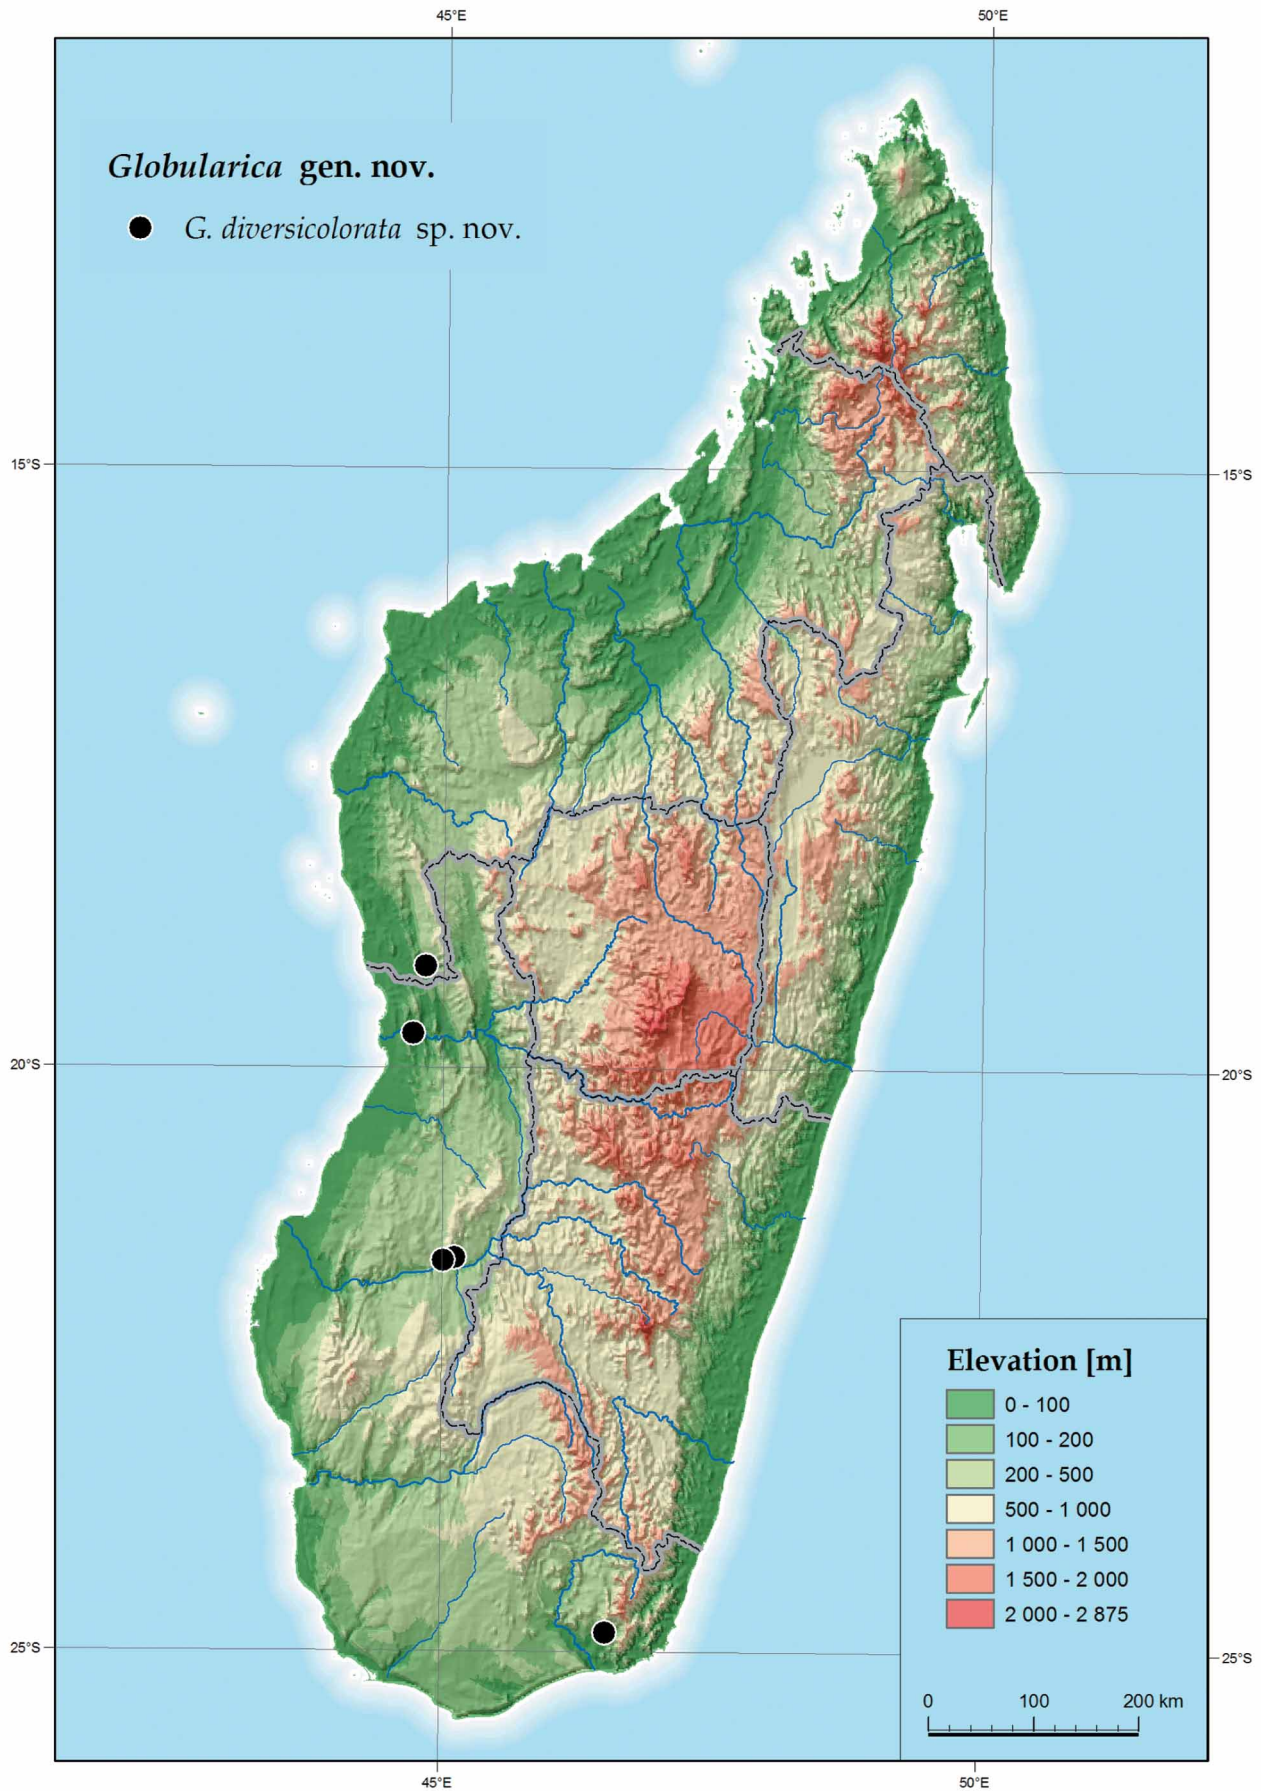 45°E 50°E
Globularica gen. nov.
G. diversicolorata sp. nov.
15°S 15°S
20°S 20°S
Elevation [m]
0 - 100
100 - 200
200 - 500
500 - 1 000
1 000 - 1 500
1 500 - 2 000
2 000 - 2 875
25°S 25°S
0 100 200 km
45°E 50°E